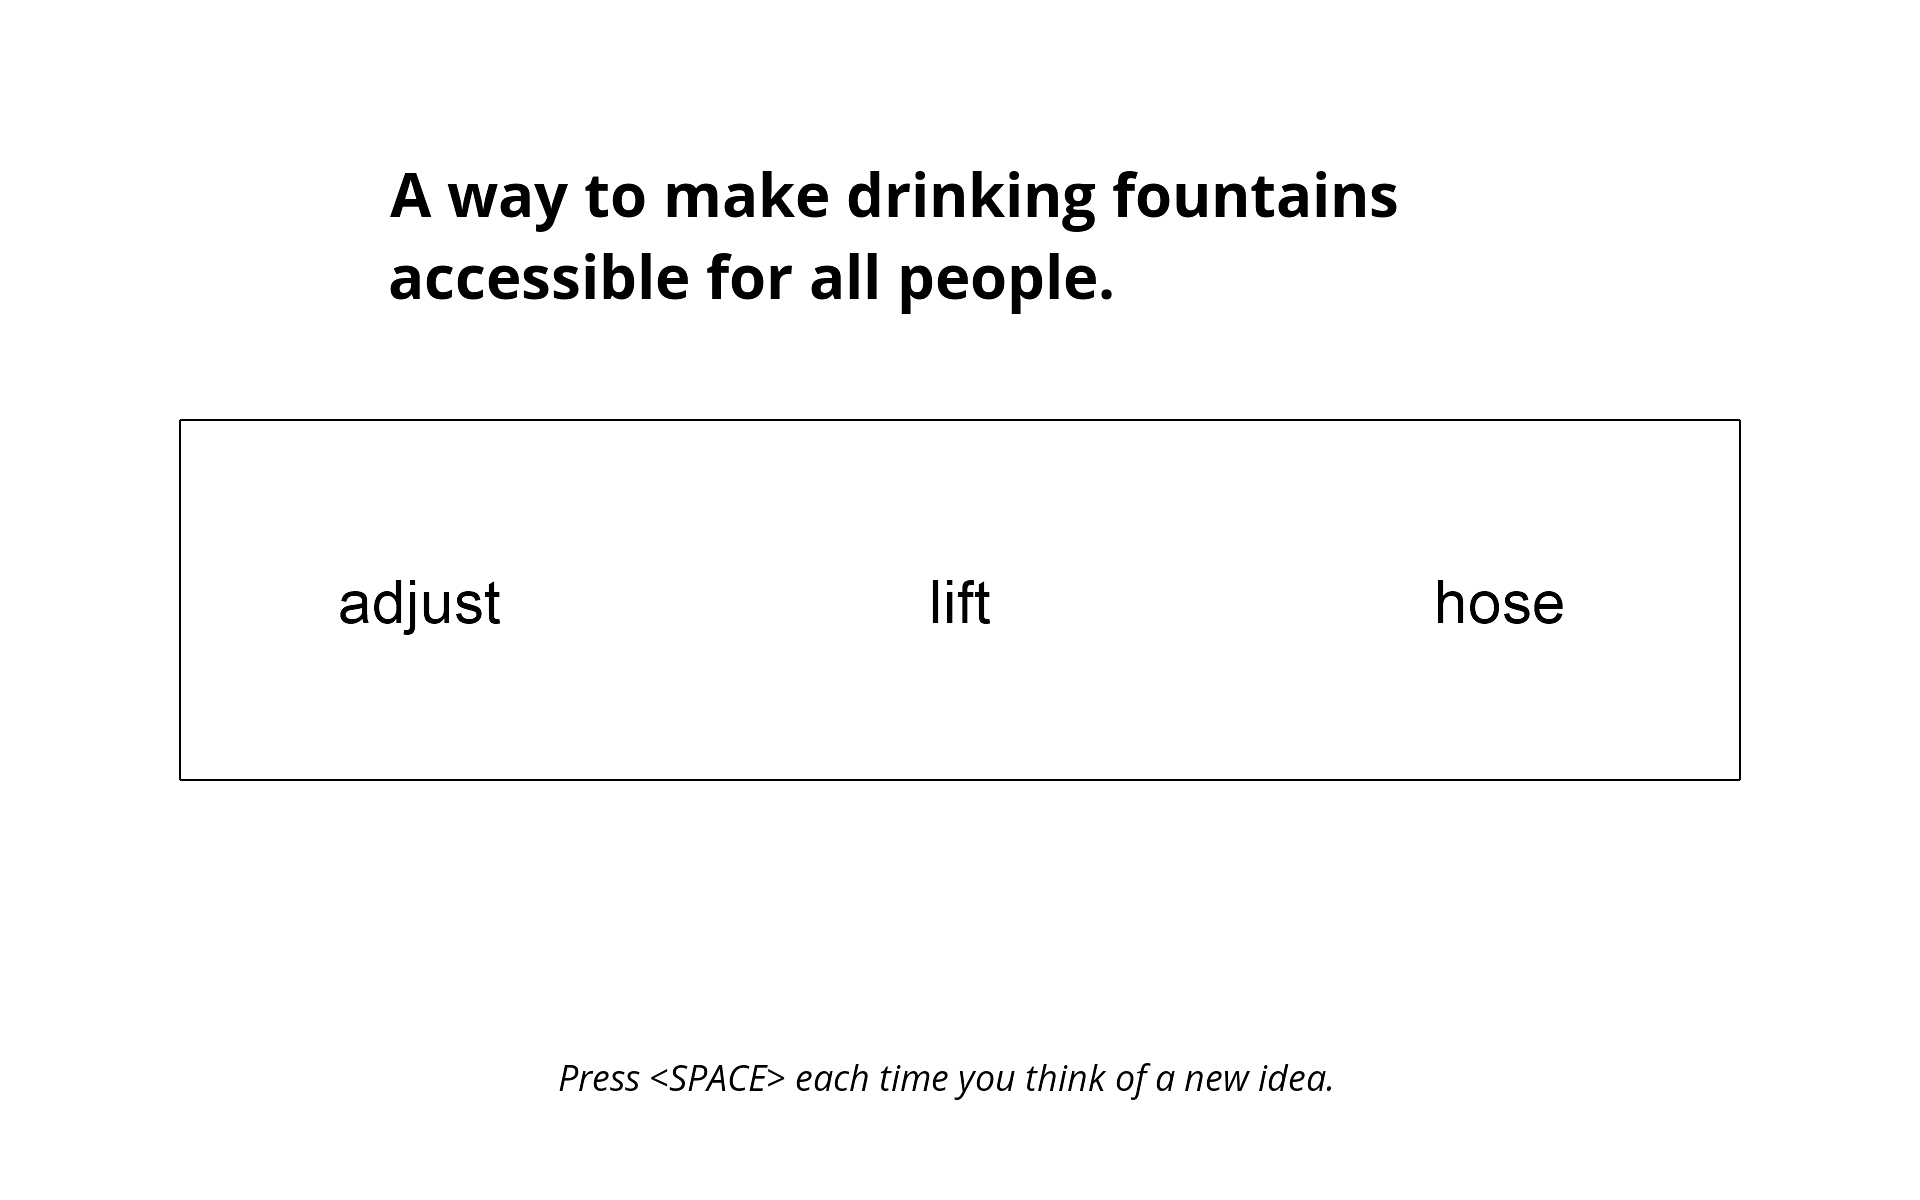 A way to make drinking fountains
accessible for all people.
adjust lift hose
Press <SPACE> each time you think of a new idea.